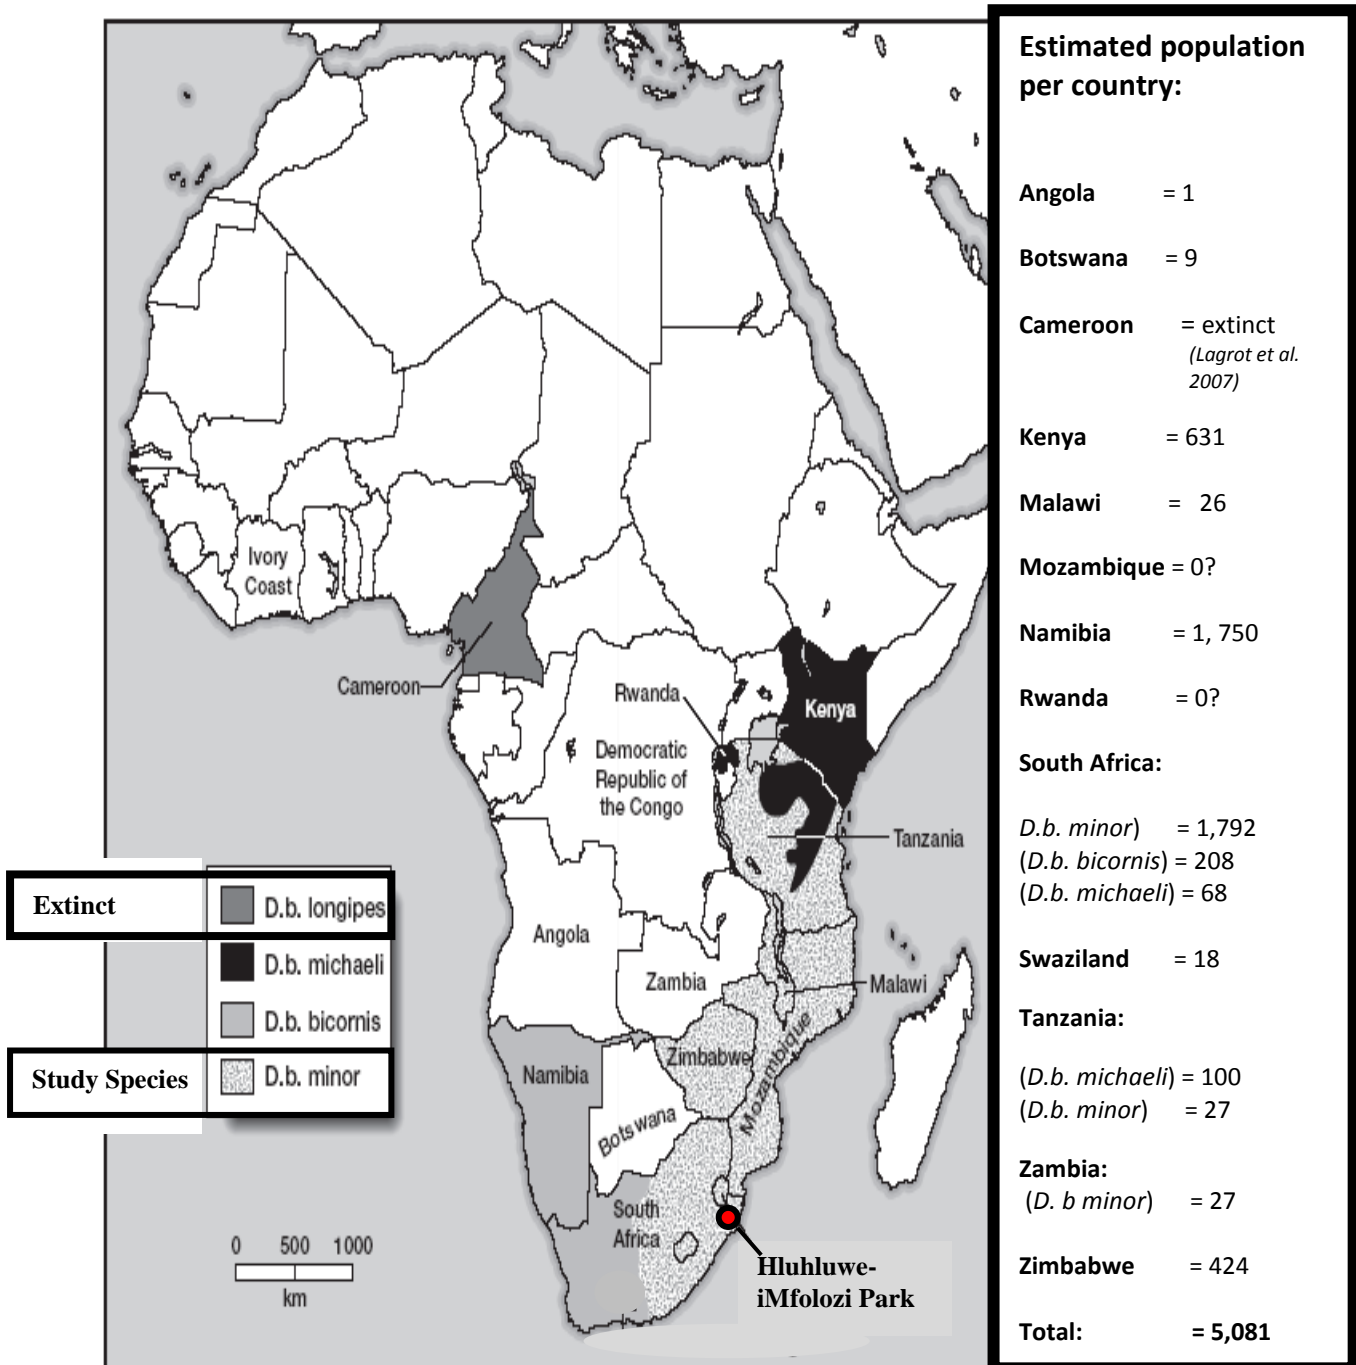 Ivory
Coast
Cameroon
Rwanda
Kenya
Democratic
Republic of
the Congo
Tanzania
Angola
Zambia
Malawi
Zimbabwe
Mozambique
Namibia
Botswana
South
Africa
Hluhluwe-
iMfolozi Park
Extinct
D.b. longipes
D.b. michaeli
D.b. bicornis
Study Species
D.b. minor
0 500 1000
km
Estimated population
per country:
Angola = 1
Botswana = 9
Cameroon = extinct
(Lagrot et al.
2007)
Kenya = 631
Malawi = 26
Mozambique = 0?
Namibia = 1, 750
Rwanda = 0?
South Africa:
D.b. minor) = 1,792
(D.b. bicornis) = 208
(D.b. michaeli) = 68
Swaziland = 18
Tanzania:
(D.b. michaeli) = 100
(D.b. minor) = 27
Zambia:
(D. b minor) = 27
Zimbabwe = 424
Total: = 5,081